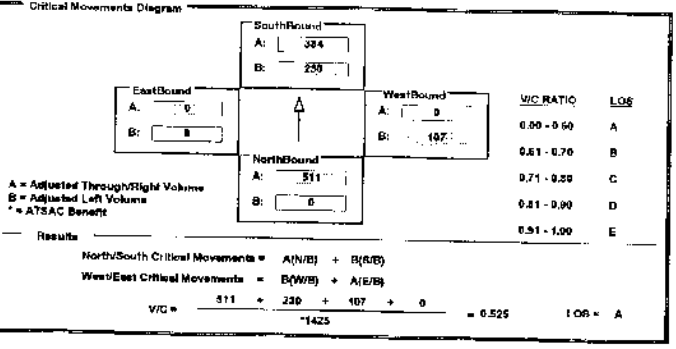 Critical Movements Diagram
SouthBound
A: 384
B: 230
EastBound
A: 0
B: 0
WestBound
A: 0
B: 107
NorthBound
A: 511
B: 0
V/C RATIO LOS
0.00 - 0.60 A
0.61 - 0.70 B
0.71 - 0.80 C
0.81 - 0.90 D
0.91 - 1.00 E
A = Adjusted Through/Right Volume
B = Adjusted Left Volume
* = ATSAC Benefit
Results
North/South Critical Movements = A(N/B) + B(S/B)
West/East Critical Movements = B(W/B) + A(E/B)
V/C = 511 + 230 + 107 + 0 = 0.525 LOS = A
*1425